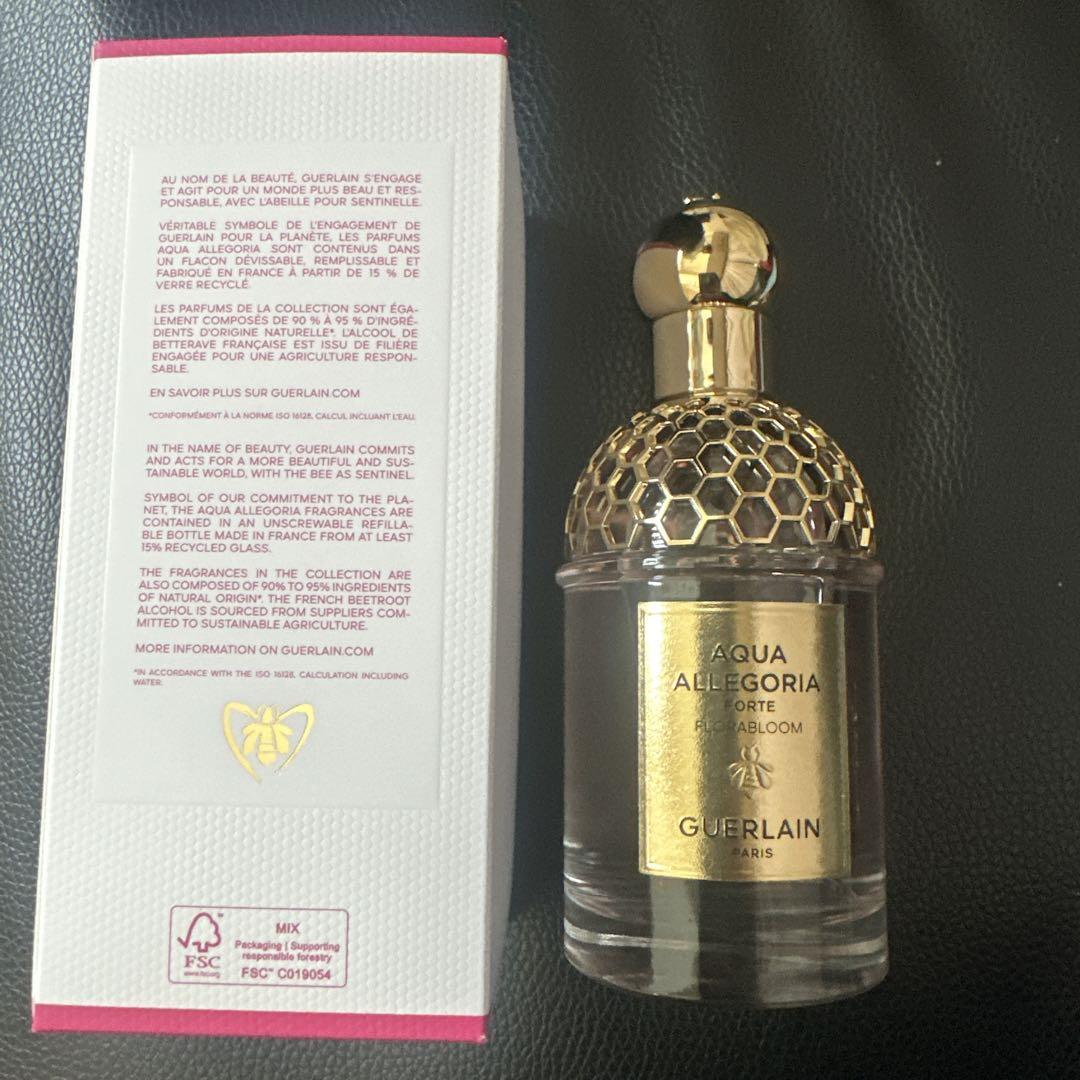 AU NOM DE LA BEAUTÉ, GUERLAIN S'ENGAGE
ET AGIT POUR UN MONDE PLUS BEAU ET RES-
PONSABLE, AVEC L'ABEILLE POUR SENTINELLE.
VÉRITABLE SYMBOLE DE L'ENGAGEMENT DE
GUERLAIN POUR LA PLANÈTE, LES PARFUMS
AQUA ALLEGORIA SONT CONTENUS DANS
UN FLACON DÉVISSABLE, REMPLISSABLE ET
FABRIQUÉ EN FRANCE À PARTIR DE 15 % DE
VERRE RECYCLÉ.
LES PARFUMS DE LA COLLECTION SONT ÉGA-
LEMENT COMPOSÉS DE 90 % À 95 % D'INGRÉ-
DIENTS D'ORIGINE NATURELLE*. L'ALCOOL DE
BETTERAVE FRANÇAISE EST ISSU DE FILIÈRE
ENGAGÉE POUR UNE AGRICULTURE RESPON-
SABLE.
EN SAVOIR PLUS SUR GUERLAIN.COM
*CONFORMÉMENT À LA NORME ISO 16128, CALCUL INCLUANT L'EAU.
IN THE NAME OF BEAUTY, GUERLAIN COMMITS
AND ACTS FOR A MORE BEAUTIFUL AND SUS-
TAINABLE WORLD, WITH THE BEE AS SENTINEL.
SYMBOL OF OUR COMMITMENT TO THE PLA-
NET, THE AQUA ALLEGORIA FRAGRANCES ARE
CONTAINED IN AN UNSCREWABLE REFILLA-
BLE BOTTLE MADE IN FRANCE FROM AT LEAST
15% RECYCLED GLASS.
THE FRAGRANCES IN THE COLLECTION ARE
ALSO COMPOSED OF 90% TO 95% INGREDIENTS
OF NATURAL ORIGIN*. THE FRENCH BEETROOT
ALCOHOL IS SOURCED FROM SUPPLIERS COM-
MITTED TO SUSTAINABLE AGRICULTURE.
MORE INFORMATION ON GUERLAIN.COM
*IN ACCORDANCE WITH THE ISO 16128, CALCULATION INCLUDING
WATER.
FSC
www.fsc.org
MIX
Packaging | Supporting
responsible forestry
FSC™ C019054
AQUA
ALLEGORIA
FORTE
FLORABLOOM
GUERLAIN
PARIS